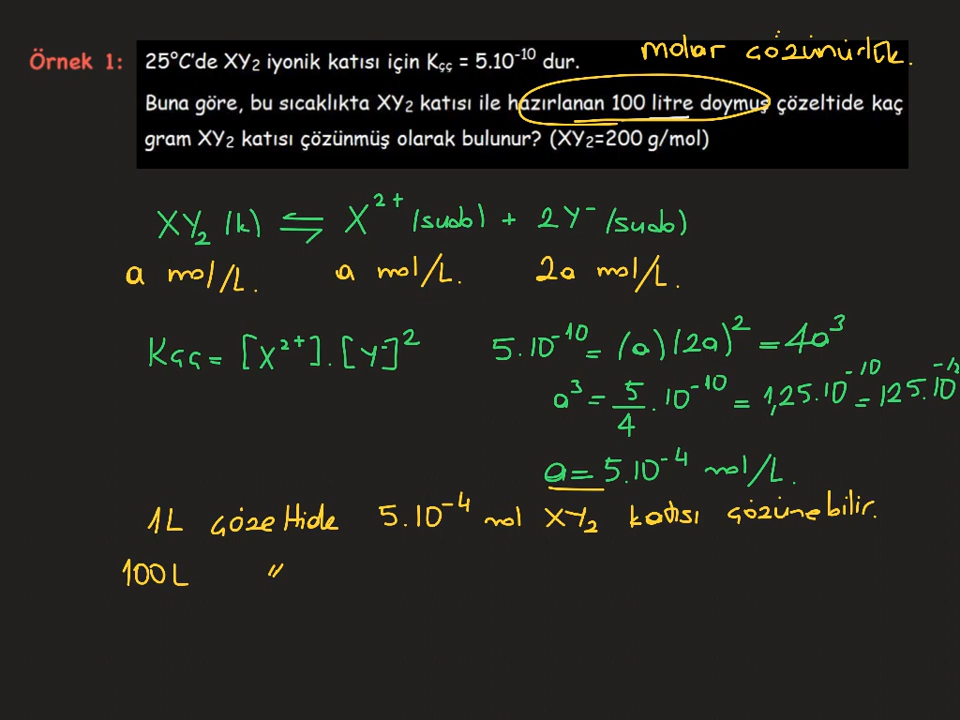 molar çözünürlük.
Örnek 1: 25°C'de XY₂ iyonik katısı için Kçç = 5.10⁻¹⁰ dur.
Buna göre, bu sıcaklıkta XY₂ katısı ile hazırlanan 100 litre doymuş çözeltide kaç
gram XY₂ katısı çözünmüş olarak bulunur? (XY₂=200 g/mol)
XY₂ (k) ⇌ X²⁺ (suda) + 2Y⁻ (suda)
a mol/L. a mol/L. 2a mol/L.
Kçç = [X²⁺].[Y⁻]² 5.10⁻¹⁰ = (a)(2a)² = 4a³
a³ = 5/4 . 10⁻¹⁰ = 1,25.10⁻¹⁰ = 125.10⁻¹²
a = 5.10⁻⁴ mol/L.
1L çözeltide 5.10⁻⁴ mol XY₂ katısı çözünebilir.
100L "